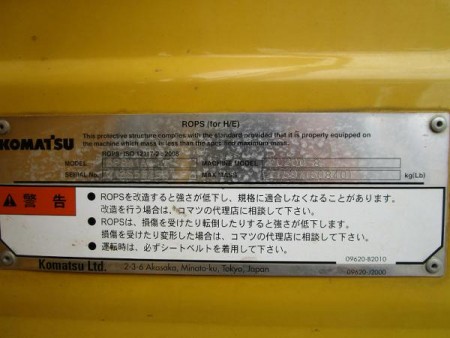 ROPS (for H/E)
This protective structure complies with the standard provided that it is properly equipped on
KOMATSU the machine which mass is less than the specified maximum mass.
ROPS ISO 12117-2: 2008
MODEL MACHINE MODEL
SERIAL No. MAX MASS kg(Lb)
警告
● ROPSを改造すると強さが低下し、規格に適合しなくなることがあります。
改造を行う場合は、コマツの代理店に相談して下さい。
● ROPSは、損傷を受けたり転倒したりすると強さが低下します。
損傷を受けたり変形した場合は、コマツの代理店に相談して下さい。
● 運転時は、必ずシートベルトを着用して下さい。
09620-B2010
Komatsu Ltd. 2-3-6 Akasaka, Minato-ku, Tokyo, Japan 09620-J2000